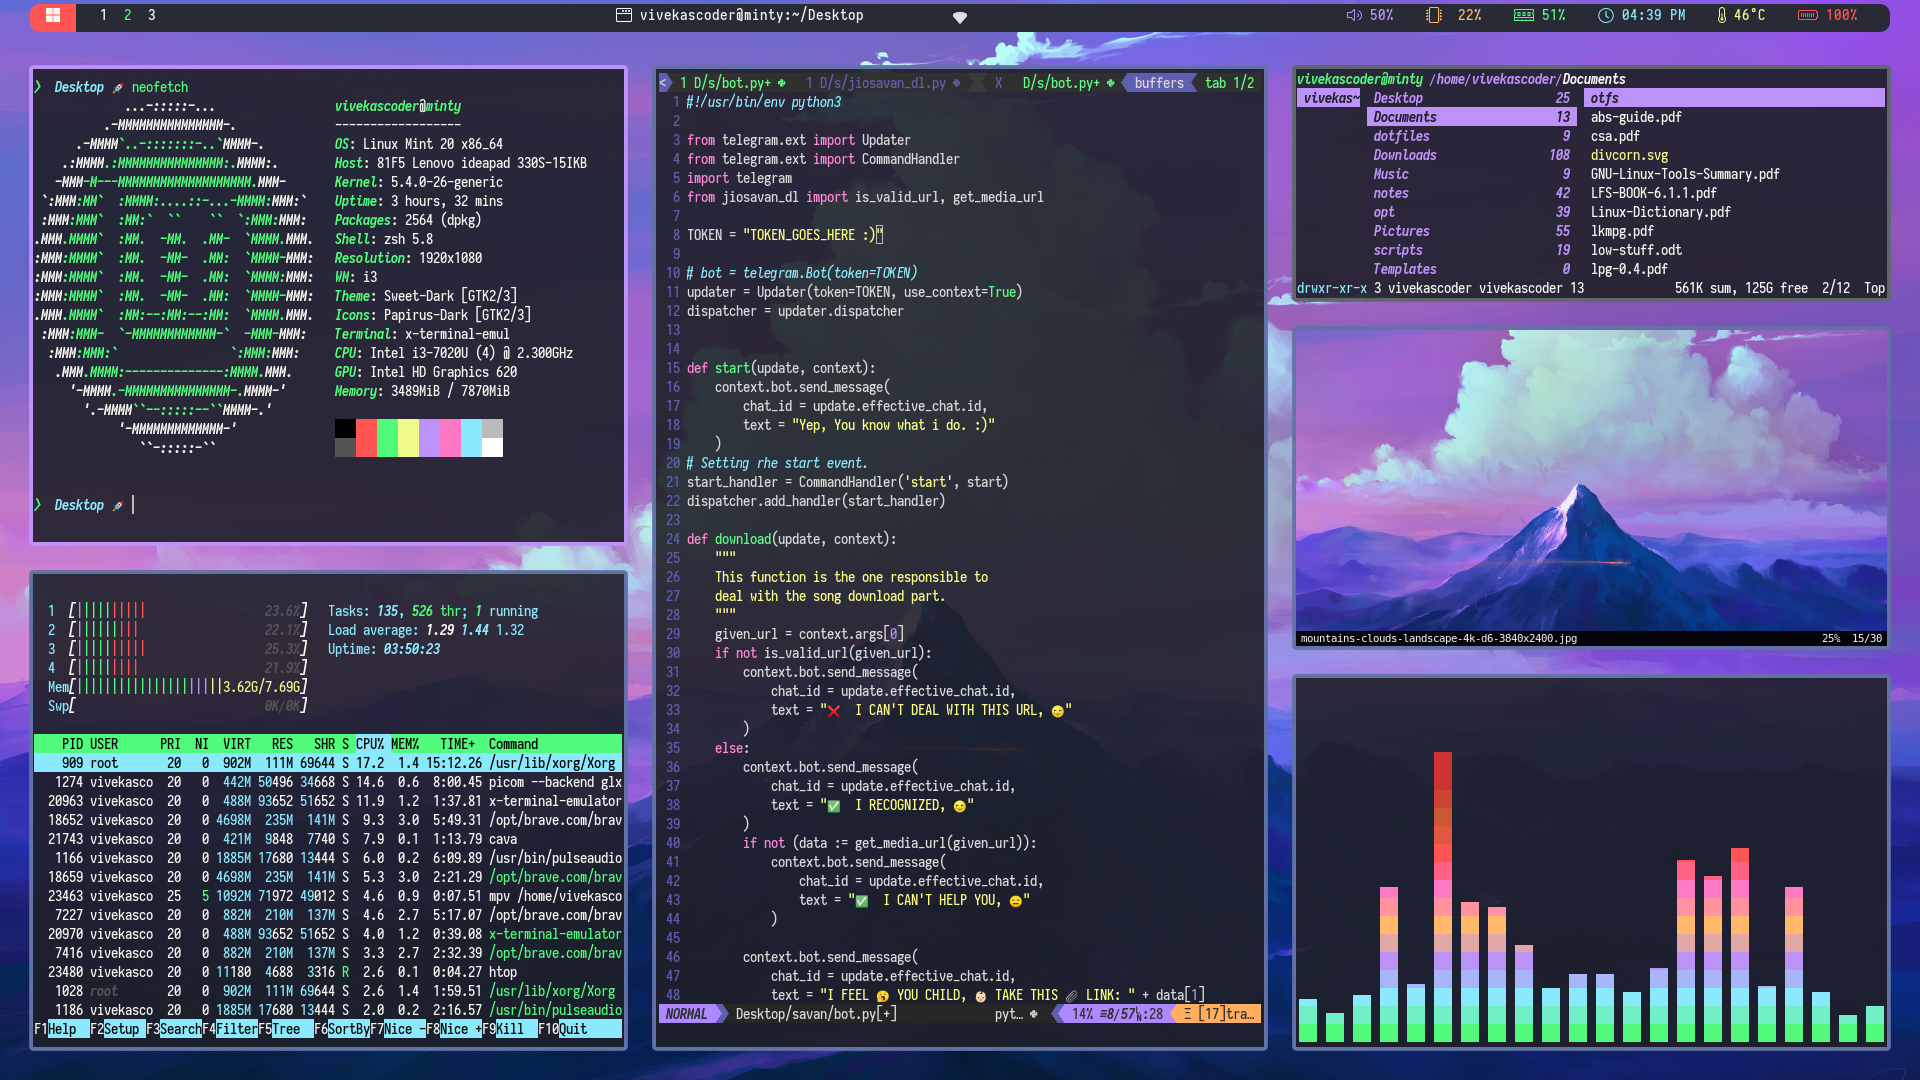 1 2 3
vivekascoder@minty:~/Desktop
50% 22% 51% 04:39 PM 46°C 100%
❯ Desktop 🚀 neofetch
vivekascoder@minty
------------------
OS: Linux Mint 20 x86_64
Host: 81F5 Lenovo ideapad 330S-15IKB
Kernel: 5.4.0-26-generic
Uptime: 3 hours, 32 mins
Packages: 2564 (dpkg)
Shell: zsh 5.8
Resolution: 1920x1080
WM: i3
Theme: Sweet-Dark [GTK2/3]
Icons: Papirus-Dark [GTK2/3]
Terminal: x-terminal-emul
CPU: Intel i3-7020U (4) @ 2.300GHz
GPU: Intel HD Graphics 620
Memory: 3489MiB / 7870MiB
❯ Desktop 🚀
1 [|||||||||| 23.6%] Tasks: 135, 526 thr; 1 running
2 [||||||||| 22.1%] Load average: 1.29 1.44 1.32
3 [|||||||||| 25.3%] Uptime: 03:50:23
4 [||||||||| 21.9%]
Mem[|||||||||||||||||||||3.62G/7.69G]
Swp[ 0K/0K]
PID USER PRI NI VIRT RES SHR S CPU% MEM% TIME+ Command
909 root 20 0 902M 111M 69644 S 17.2 1.4 15:12.26 /usr/lib/xorg/Xorg
1274 vivekasco 20 0 442M 50496 34668 S 14.6 0.6 8:00.45 picom --backend glx
20963 vivekasco 20 0 488M 93652 51652 S 11.9 1.2 1:37.81 x-terminal-emulator
18652 vivekasco 20 0 4698M 235M 141M S 9.3 3.0 5:49.31 /opt/brave.com/brav
21743 vivekasco 20 0 421M 9848 7740 S 7.9 0.1 1:13.79 cava
1166 vivekasco 20 0 1885M 17680 13444 S 6.0 0.2 6:09.89 /usr/bin/pulseaudio
18659 vivekasco 20 0 4698M 235M 141M S 5.3 3.0 2:21.29 /opt/brave.com/brav
23463 vivekasco 25 5 1092M 71972 49012 S 4.6 0.9 0:07.51 mpv /home/vivekasco
7227 vivekasco 20 0 882M 210M 137M S 4.6 2.7 5:17.07 /opt/brave.com/brav
20970 vivekasco 20 0 488M 93652 51652 S 4.0 1.2 0:39.08 x-terminal-emulator
7416 vivekasco 20 0 882M 210M 137M S 3.3 2.7 2:32.39 /opt/brave.com/brav
23480 vivekasco 20 0 11180 4688 3316 R 2.6 0.1 0:04.27 htop
1028 root 20 0 902M 111M 69644 S 2.6 1.4 1:59.51 /usr/lib/xorg/Xorg
1186 vivekasco 20 0 1885M 17680 13444 S 2.0 0.2 2:16.57 /usr/bin/pulseaudio
F1Help F2Setup F3SearchF4FilterF5Tree F6SortByF7Nice -F8Nice +F9Kill F10Quit
< 1 D/s/bot.py+ 1 D/s/jiosavan_dl.py X D/s/bot.py+ buffers tab 1/2
1 #!/usr/bin/env python3
2
3 from telegram.ext import Updater
4 from telegram.ext import CommandHandler
5 import telegram
6 from jiosavan_dl import is_valid_url, get_media_url
7
8 TOKEN = "TOKEN_GOES_HERE :)"
9
10 # bot = telegram.Bot(token=TOKEN)
11 updater = Updater(token=TOKEN, use_context=True)
12 dispatcher = updater.dispatcher
13
14
15 def start(update, context):
16 context.bot.send_message(
17 chat_id = update.effective_chat.id,
18 text = "Yep, You know what i do. :)"
19 )
20 # Setting rhe start event.
21 start_handler = CommandHandler('start', start)
22 dispatcher.add_handler(start_handler)
23
24 def download(update, context):
25 """
26 This function is the one responsible to
27 deal with the song download part.
28 """
29 given_url = context.args[0]
30 if not is_valid_url(given_url):
31 context.bot.send_message(
32 chat_id = update.effective_chat.id,
33 text = "❌ I CAN'T DEAL WITH THIS URL, 😅"
34 )
35 else:
36 context.bot.send_message(
37 chat_id = update.effective_chat.id,
38 text = "✅ I RECOGNIZED, 😁"
39 )
40 if not (data := get_media_url(given_url)):
41 context.bot.send_message(
42 chat_id = update.effective_chat.id,
43 text = "✅ I CAN'T HELP YOU, 😑"
44 )
45
46 context.bot.send_message(
47 chat_id = update.effective_chat.id,
48 text = "I FEEL YOU CHILD, 👶🏻 TAKE THIS 📎 LINK: " + data[1]
NORMAL Desktop/savan/bot.py[+] pyt… 14% 8/57:28 Ξ [17]tra…
vivekascoder@minty /home/vivekascoder/Documents
vivekas~ Desktop 25 otfs
Documents 13 abs-guide.pdf
dotfiles 9 csa.pdf
Downloads 108 divcorn.svg
Music 9 GNU-Linux-Tools-Summary.pdf
notes 42 LFS-BOOK-6.1.1.pdf
opt 39 Linux-Dictionary.pdf
Pictures 55 lkmpg.pdf
scripts 19 low-stuff.odt
Templates 0 lpg-0.4.pdf
drwxr-xr-x 3 vivekascoder vivekascoder 13 561K sum, 125G free 2/12 Top
mountains-clouds-landscape-4k-d6-3840x2400.jpg 25% 15/30